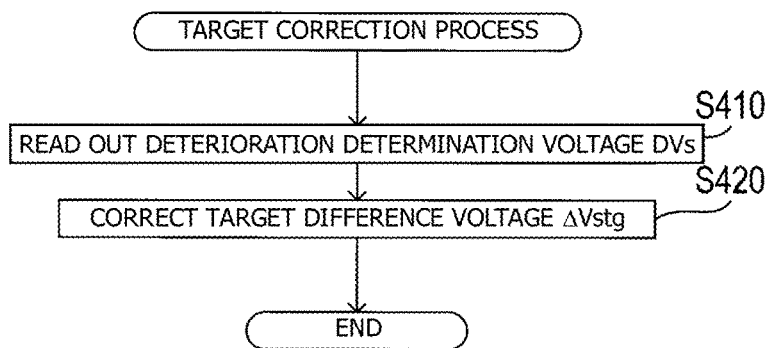 TARGET CORRECTION PROCESS
S410
READ OUT DETERIORATION DETERMINATION VOLTAGE DVs
S420
CORRECT TARGET DIFFERENCE VOLTAGE ΔVstg
END